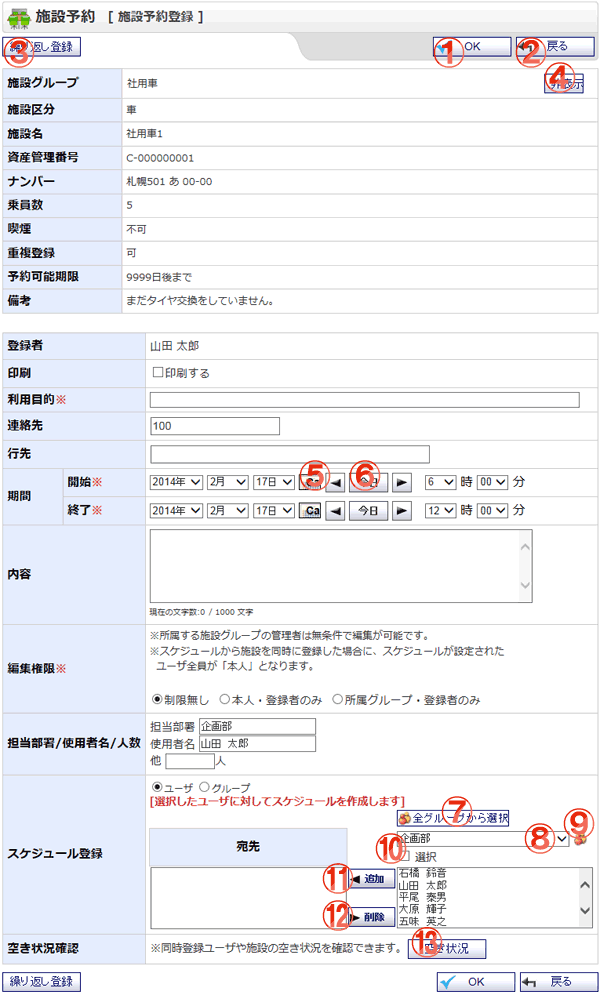 施設予約 [ 施設予約登録 ]
③ 繰り返し登録 ① OK ② 戻る
施設グループ 社用車 ④ 非表示
施設区分 車
施設名 社用車1
資産管理番号 C-000000001
ナンバー 札幌501 あ 00-00
乗員数 5
喫煙 不可
重複登録 可
予約可能期限 9999日後まで
備考 まだタイヤ交換をしていません。
登録者 山田 太郎
印刷 印刷する
利用目的※
連絡先 100
行先
期間 開始※ 2014年 2月 17日 ⑤ Ca ⑥ 今日 6 時 00 分
終了※ 2014年 2月 17日 Ca 今日 12 時 00 分
内容
現在の文字数:0 / 1000 文字
編集権限※
※所属する施設グループの管理者は無条件で編集が可能です。
※スケジュールから施設を同時に登録した場合に、スケジュールが設定された
ユーザ全員が「本人」となります。
制限無し 本人・登録者のみ 所属グループ・登録者のみ
担当部署/使用者名/人数
担当部署 企画部
使用者名 山田 太郎
他 人
スケジュール登録
ユーザ グループ
[選択したユーザに対してスケジュールを作成します]
⑦ 全グループから選択
宛先 企画部 ⑧ ⑨
⑩ 選択
⑪ 追加
⑫ 削除
石橋 鈴音
山田 太郎
平尾 泰男
大原 輝子
五味 英之
空き状況確認 ※同時登録ユーザや施設の空き状況を確認できます。 ⑬ 空き状況
繰り返し登録 OK 戻る